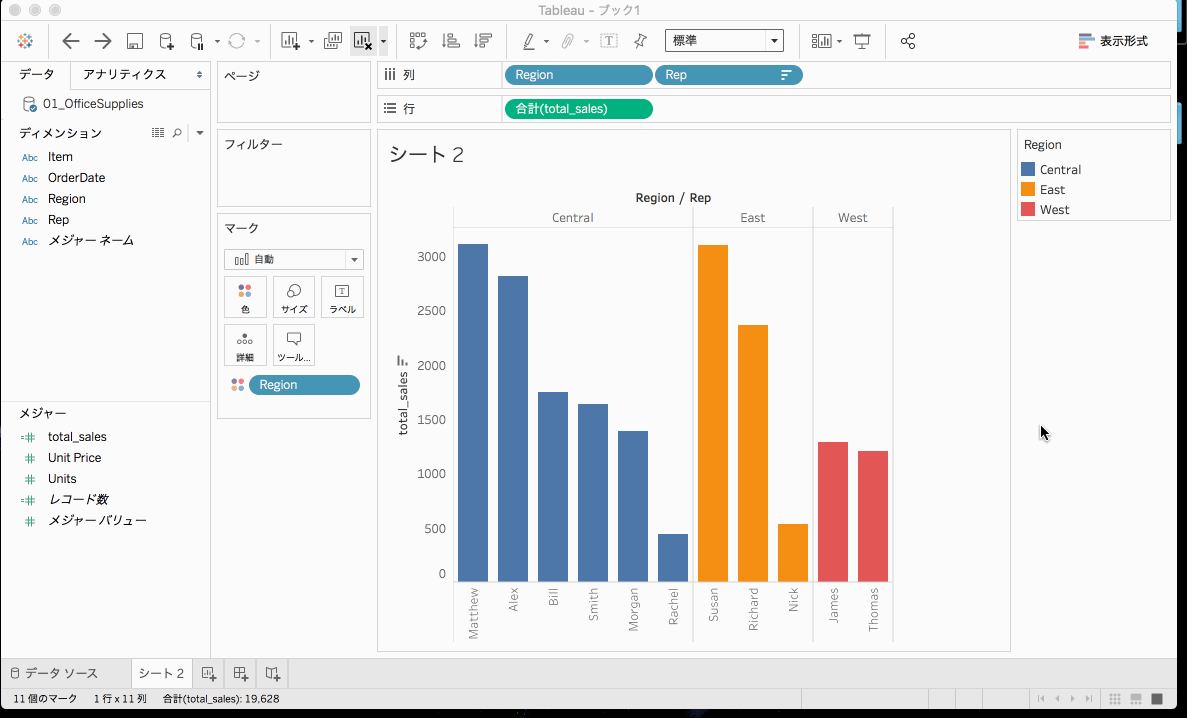 Tableau - ブック1
標準
表示形式
データ
アナリティクス
01_OfficeSupplies
ディメンション
Abc Item
Abc OrderDate
Abc Region
Abc Rep
Abc メジャー ネーム
メジャー
total_sales
Unit Price
Units
レコード数
メジャー バリュー
ページ
フィルター
マーク
自動
色
サイズ
T
ラベル
詳細
ツール...
Region
列
Region
Rep
行
合計(total_sales)
シート 2
Region / Rep
Central
East
West
total_sales
3000
2500
2000
1500
1000
500
0
Matthew
Alex
Bill
Smith
Morgan
Rachel
Susan
Richard
Nick
James
Thomas
Region
Central
East
West
データ ソース
シート 2
11 個のマーク
1 行 x 11 列
合計(total_sales): 19,628